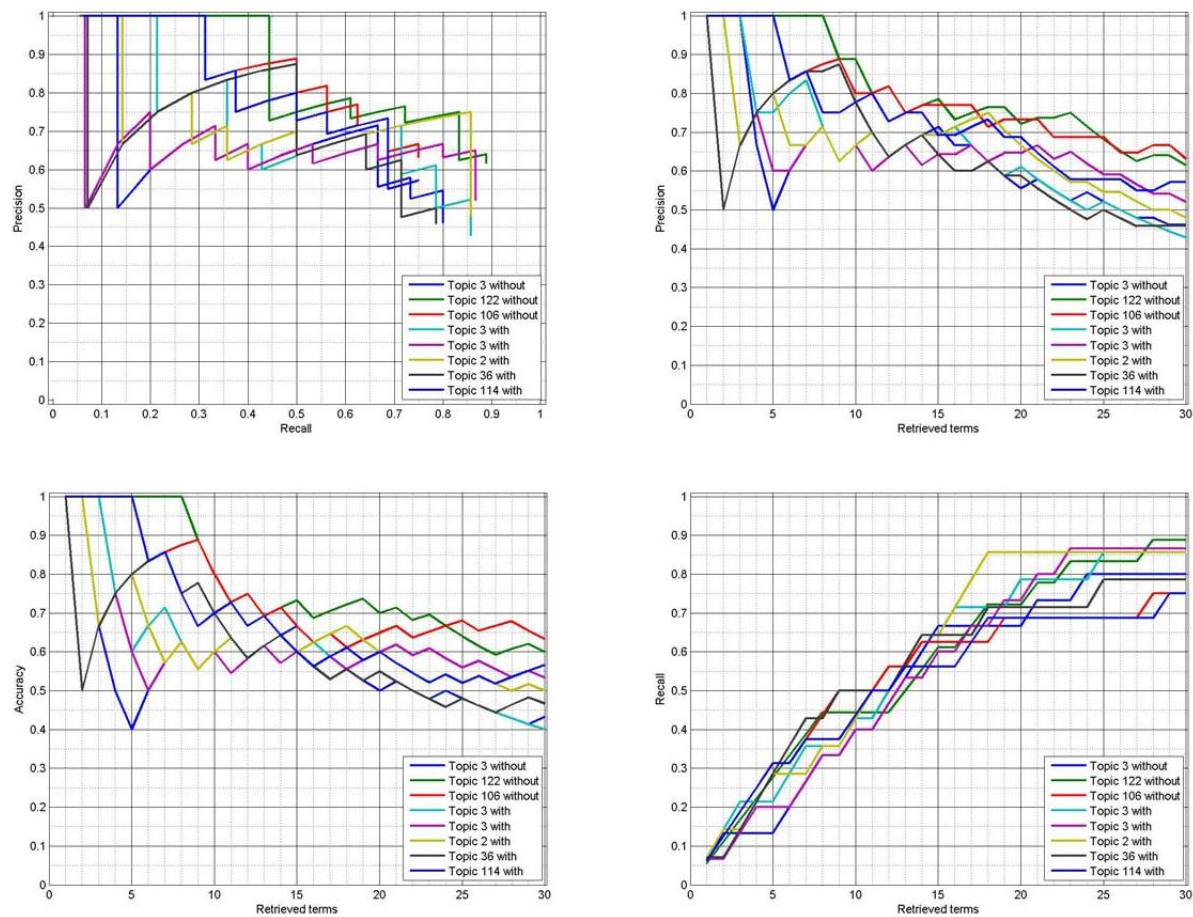 1
0.9
0.8
0.7
0.6
0.5
0.4
0.3
0.2
0.1
0
Precision
0 0.1 0.2 0.3 0.4 0.5 0.6 0.7 0.8 0.9 1
Recall
Topic 3 without
Topic 122 without
Topic 106 without
Topic 3 with
Topic 3 with
Topic 2 with
Topic 36 with
Topic 114 with
1
0.9
0.8
0.7
0.6
0.5
0.4
0.3
0.2
0.1
0
Precision
0 5 10 15 20 25 30
Retrieved terms
Topic 3 without
Topic 122 without
Topic 106 without
Topic 3 with
Topic 3 with
Topic 2 with
Topic 36 with
Topic 114 with
1
0.9
0.8
0.7
0.6
0.5
0.4
0.3
0.2
0.1
0
Accuracy
0 5 10 15 20 25 30
Retrieved terms
Topic 3 without
Topic 122 without
Topic 106 without
Topic 3 with
Topic 3 with
Topic 2 with
Topic 36 with
Topic 114 with
1
0.9
0.8
0.7
0.6
0.5
0.4
0.3
0.2
0.1
0
Recall
0 5 10 15 20 25 30
Retrieved terms
Topic 3 without
Topic 122 without
Topic 106 without
Topic 3 with
Topic 3 with
Topic 2 with
Topic 36 with
Topic 114 with